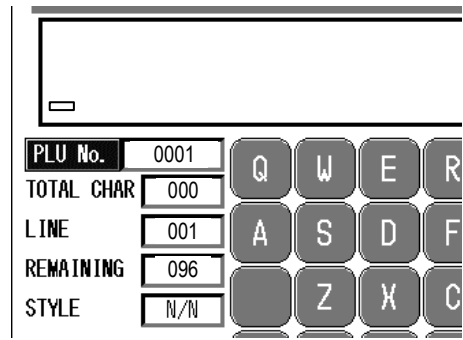 PLU No. 0001
TOTAL CHAR 000
LINE 001
REMAINING 096
STYLE N/N
Q W E R
A S D F
Z X C